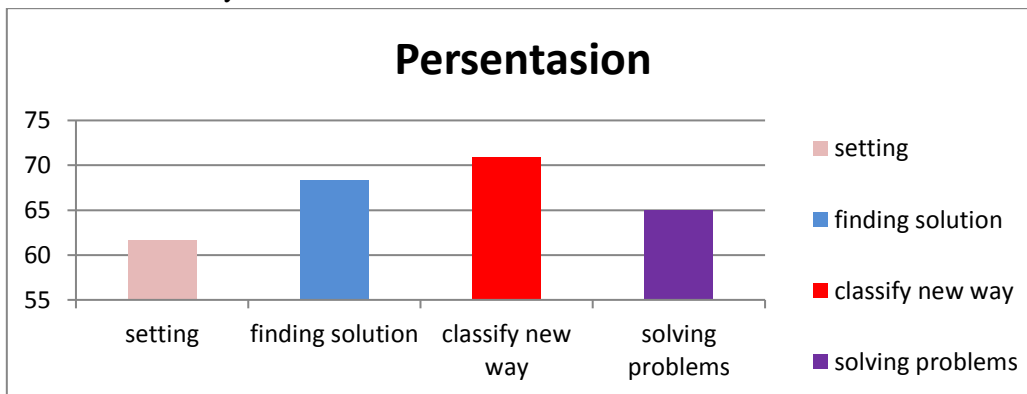 Persentasion
75
70
65
60
55
setting
finding solution
classify new
way
solving
problems
setting
finding solution
classify new way
solving problems